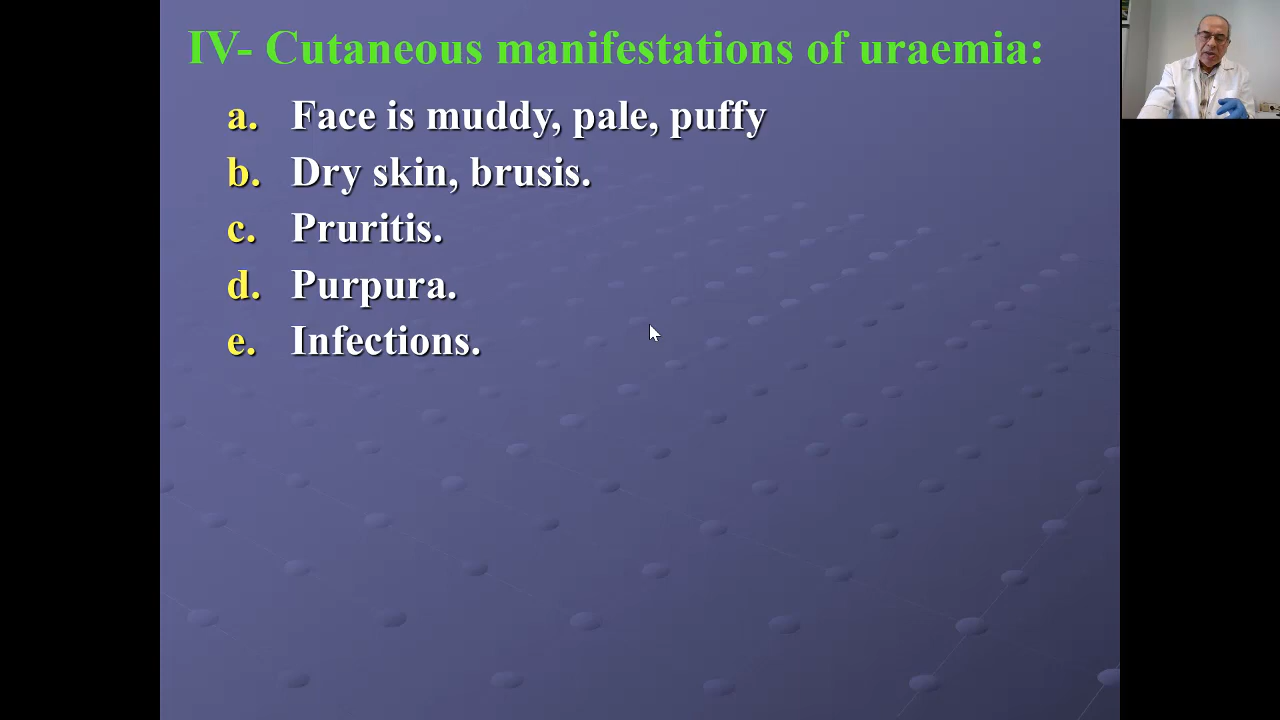 IV- Cutaneous manifestations of uraemia:
a. Face is muddy, pale, puffy
b. Dry skin, brusis.
c. Pruritis.
d. Purpura.
e. Infections.